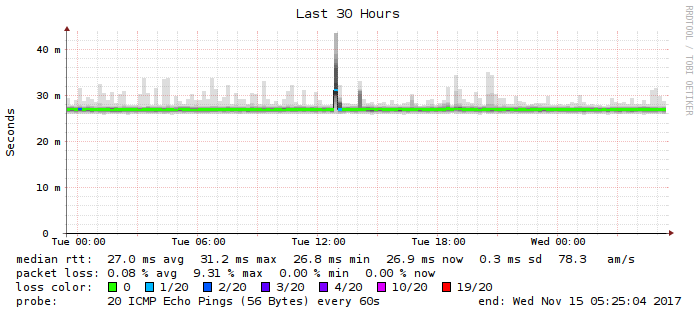 Last 30 Hours
RRDTOOL / TOBI OETIKER
Seconds
40 m
30 m
20 m
10 m
0
Tue 00:00 Tue 06:00 Tue 12:00 Tue 18:00 Wed 00:00
median rtt: 27.0 ms avg 31.2 ms max 26.8 ms min 26.9 ms now 0.3 ms sd 78.3 am/s
packet loss: 0.08 % avg 9.31 % max 0.00 % min 0.00 % now
loss color: 0 1/20 2/20 3/20 4/20 10/20 19/20
probe: 20 ICMP Echo Pings (56 Bytes) every 60s end: Wed Nov 15 05:25:04 2017